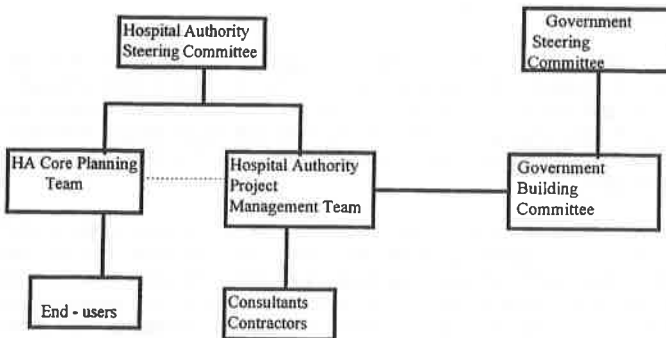 Hospital Authority
Steering Committee
Government
Steering
Committee
HA Core Planning
Team
Hospital Authority
Project
Management Team
Government
Building
Committee
End - users
Consultants
Contractors